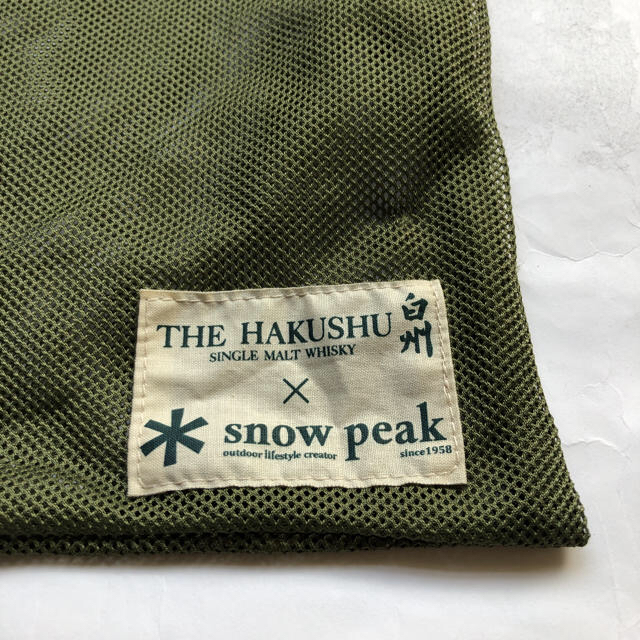 THE HAKUSHU 白州
SINGLE MALT WHISKY
×
snow peak
outdoor lifestyle creator since1958